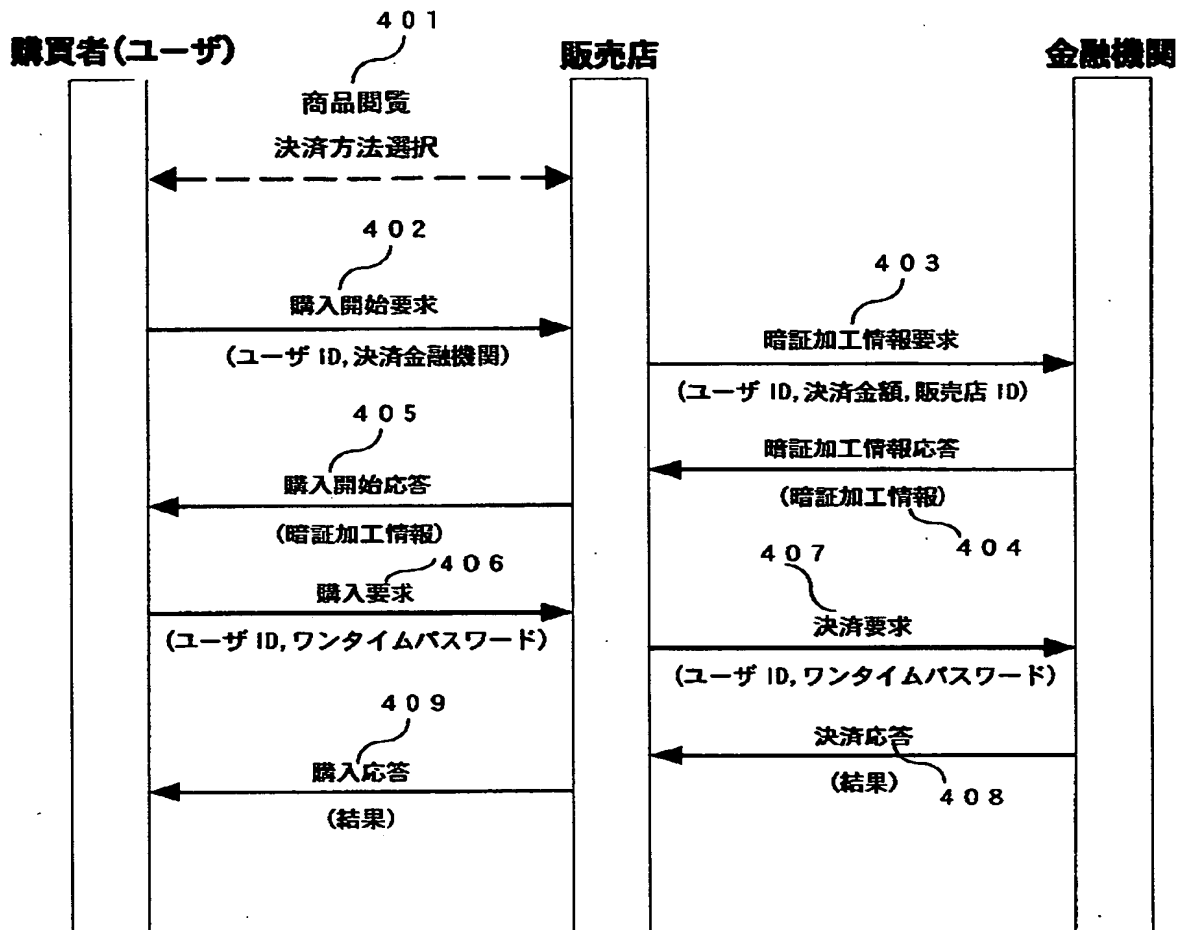 ４０１
購買者(ユーザ)
販売店
金融機関
商品閲覧
決済方法選択
４０２
購入開始要求
(ユーザ ID, 決済金融機関)
４０３
暗証加工情報要求
(ユーザ ID, 決済金額, 販売店 ID)
暗証加工情報応答
(暗証加工情報)
４０４
４０５
購入開始応答
(暗証加工情報)
４０６
購入要求
(ユーザ ID, ワンタイムパスワード)
４０７
決済要求
(ユーザ ID, ワンタイムパスワード)
決済応答
(結果)
４０８
４０９
購入応答
(結果)